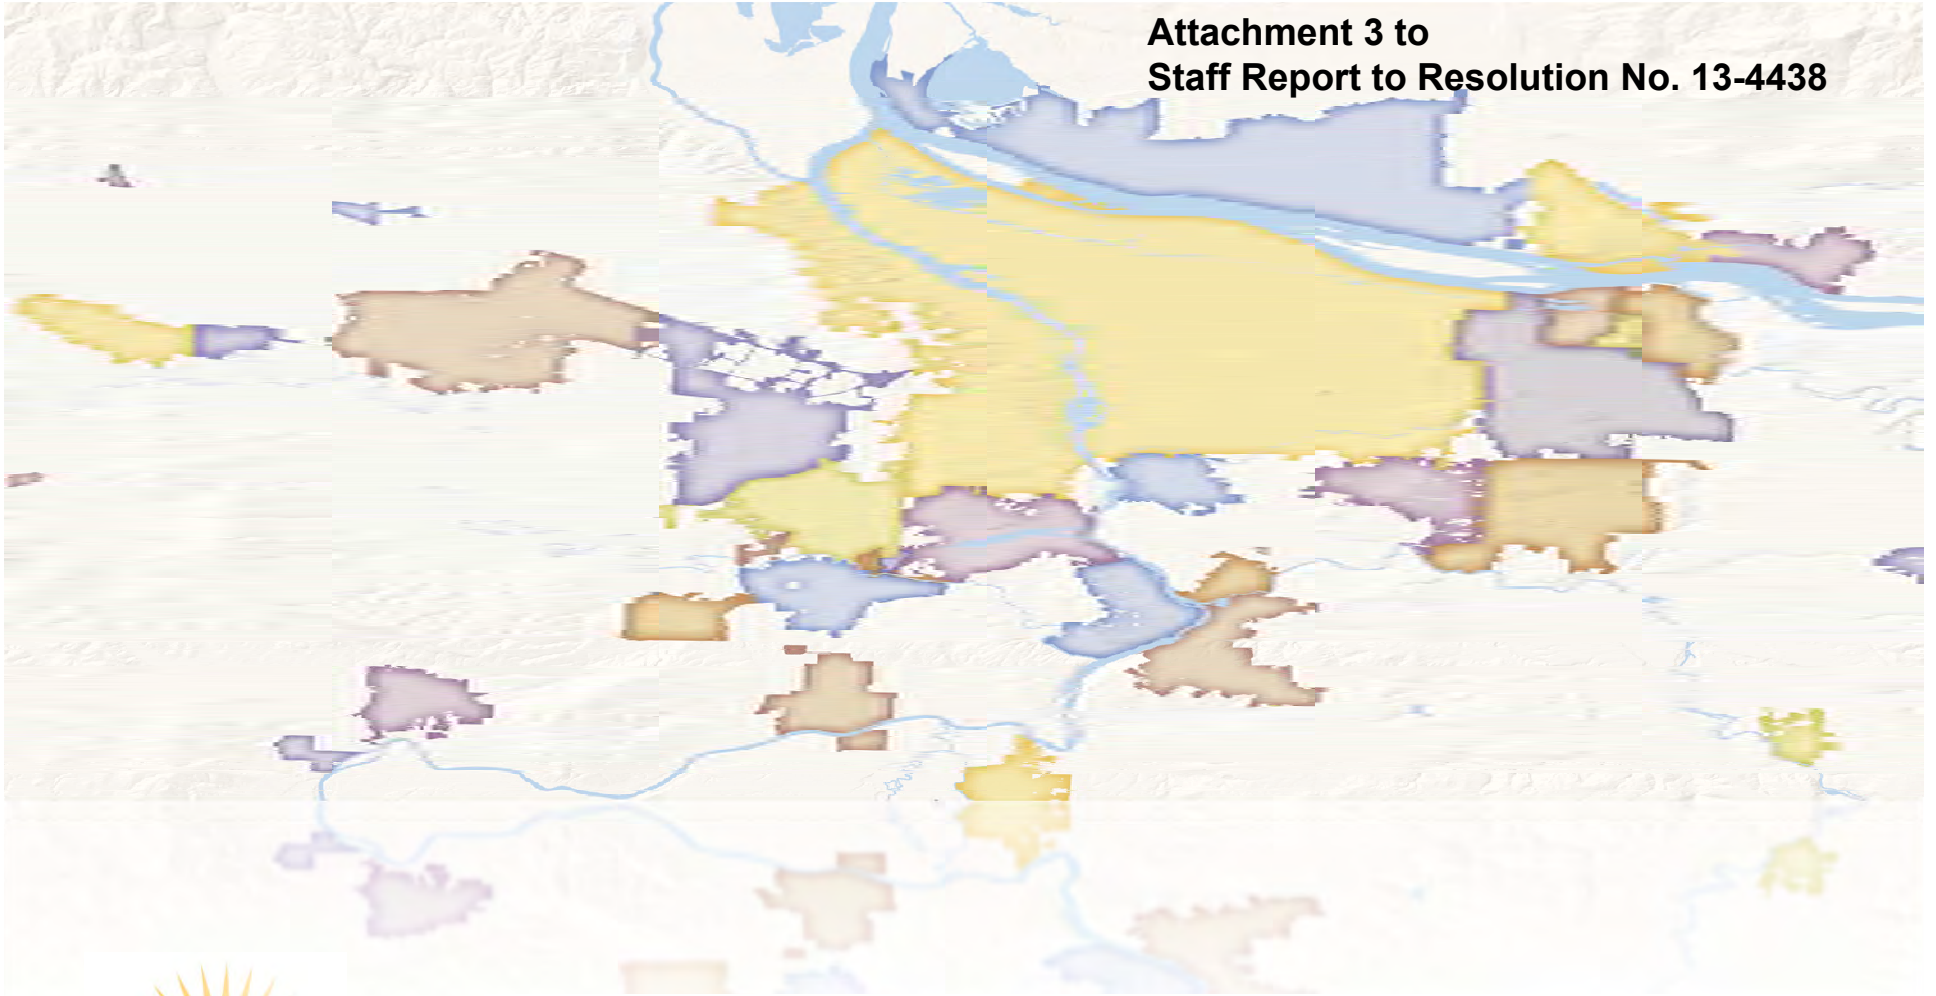 Attachment 3 to
Staff Report to Resolution No. 13-4438